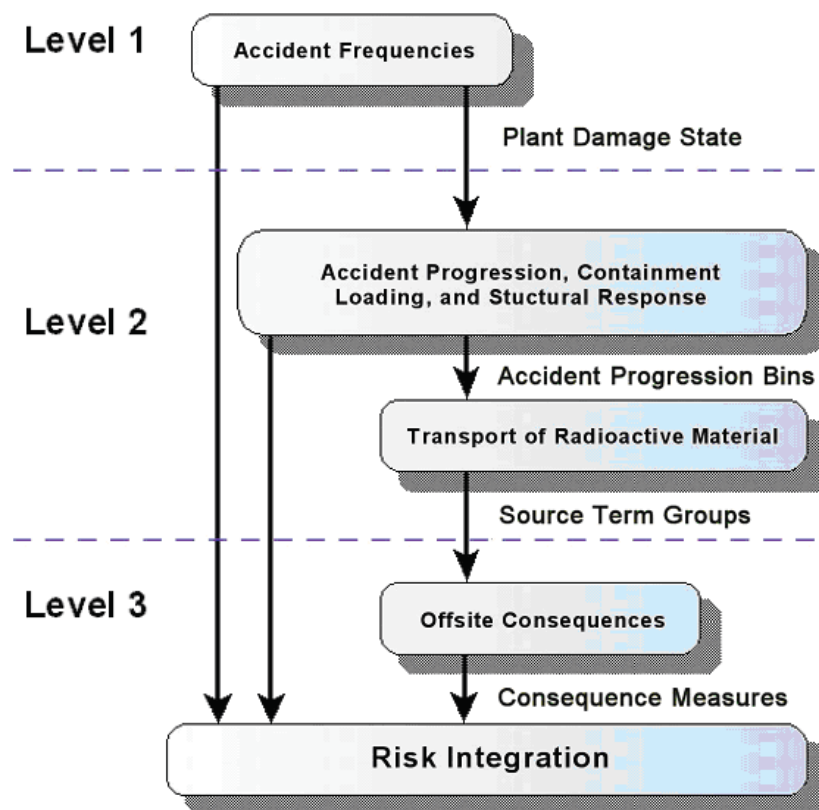 Level 1
Accident Frequencies
Plant Damage State
Level 2
Accident Progression, Containment
Loading, and Stuctural Response
Accident Progression Bins
Transport of Radioactive Material
Source Term Groups
Level 3
Offsite Consequences
Consequence Measures
Risk Integration